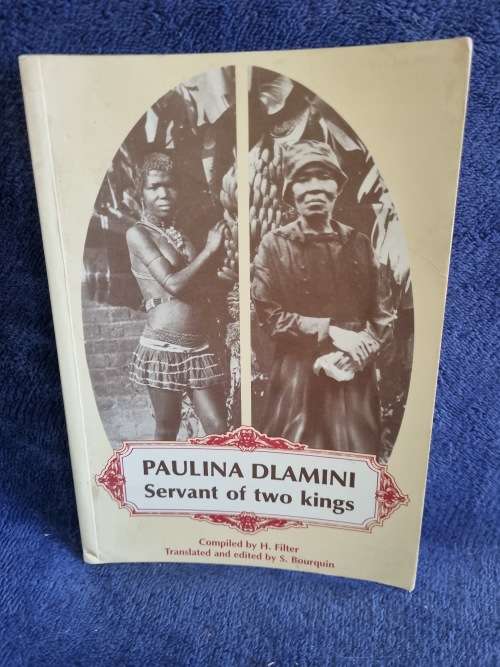 PAULINA DLAMINI
Servant of two kings
Compiled by H. Filter
Translated and edited by S. Bourquin